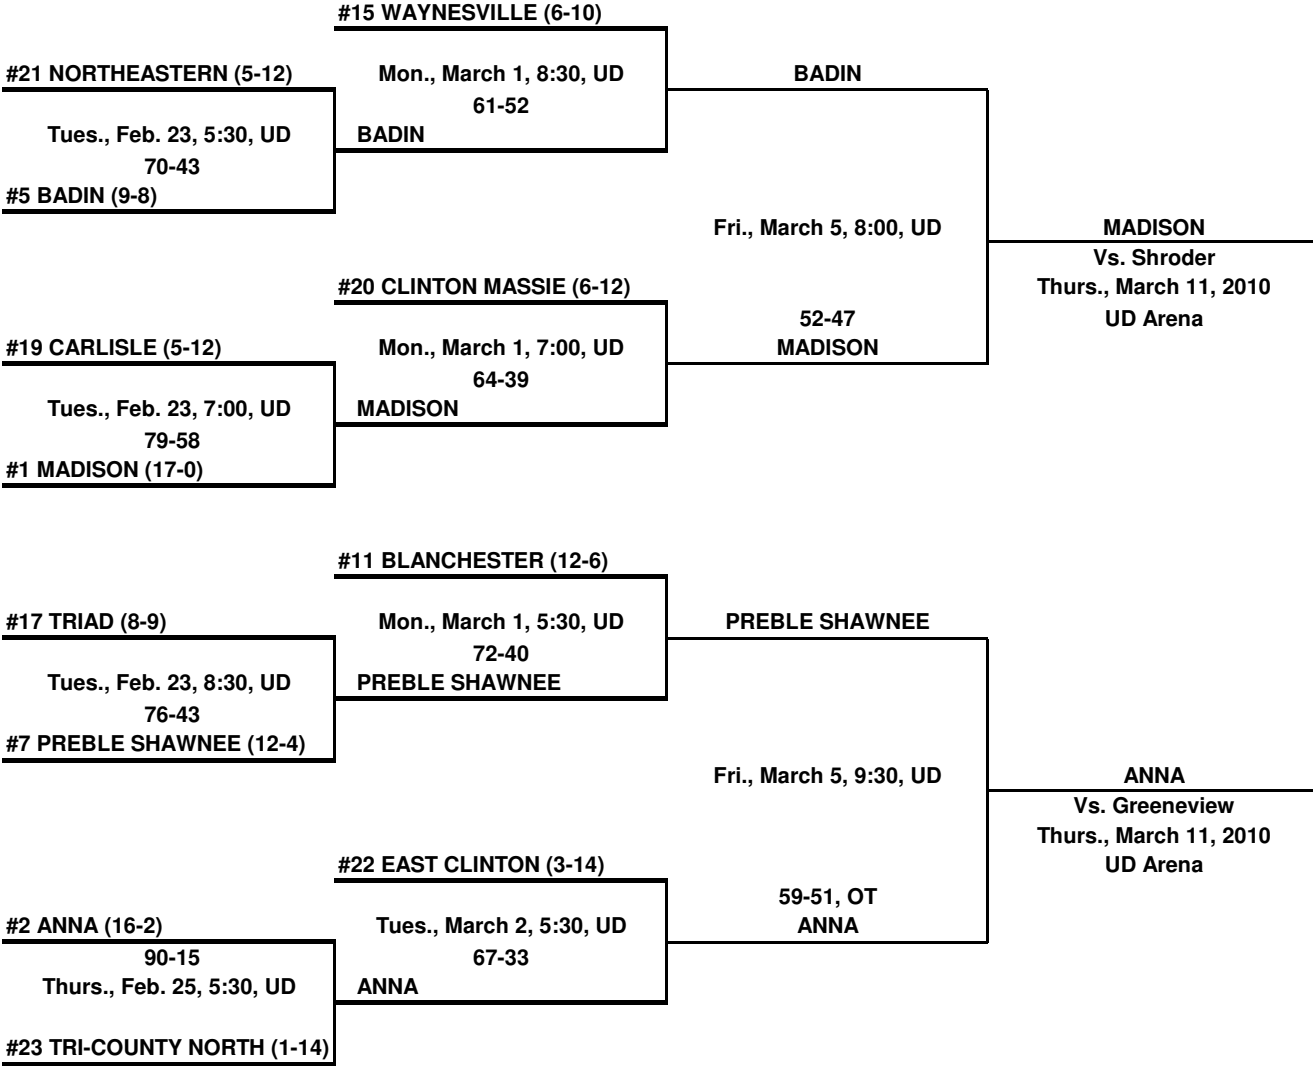 #15 WAYNESVILLE (6-10)
#21 NORTHEASTERN (5-12)
Mon., March 1, 8:30, UD
BADIN
61-52
Tues., Feb. 23, 5:30, UD
BADIN
70-43
#5 BADIN (9-8)
Fri., March 5, 8:00, UD
MADISON
Vs. Shroder
#20 CLINTON MASSIE (6-12)
Thurs., March 11, 2010
52-47
UD Arena
#19 CARLISLE (5-12)
Mon., March 1, 7:00, UD
MADISON
64-39
Tues., Feb. 23, 7:00, UD
MADISON
79-58
#1 MADISON (17-0)
#11 BLANCHESTER (12-6)
#17 TRIAD (8-9)
Mon., March 1, 5:30, UD
PREBLE SHAWNEE
72-40
Tues., Feb. 23, 8:30, UD
PREBLE SHAWNEE
76-43
#7 PREBLE SHAWNEE (12-4)
Fri., March 5, 9:30, UD
ANNA
Vs. Greeneview
Thurs., March 11, 2010
#22 EAST CLINTON (3-14)
UD Arena
59-51, OT
#2 ANNA (16-2)
Tues., March 2, 5:30, UD
ANNA
90-15
67-33
Thurs., Feb. 25, 5:30, UD
ANNA
#23 TRI-COUNTY NORTH (1-14)